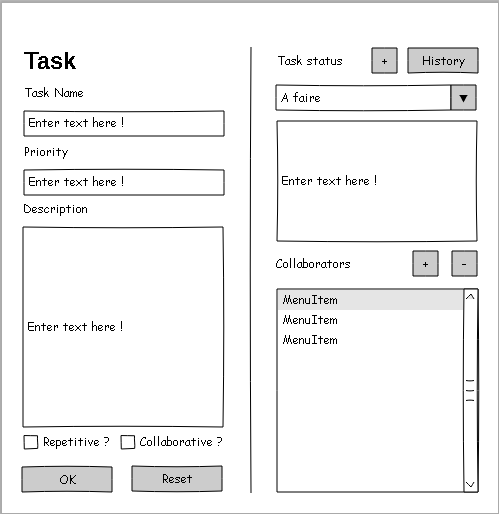 Task
Task Name
Enter text here !
Priority
Enter text here !
Description
Enter text here !
Repetitive ? Collaborative ?
OK Reset
Task status + History
A faire ▼
Enter text here !
Collaborators + -
MenuItem
MenuItem
MenuItem